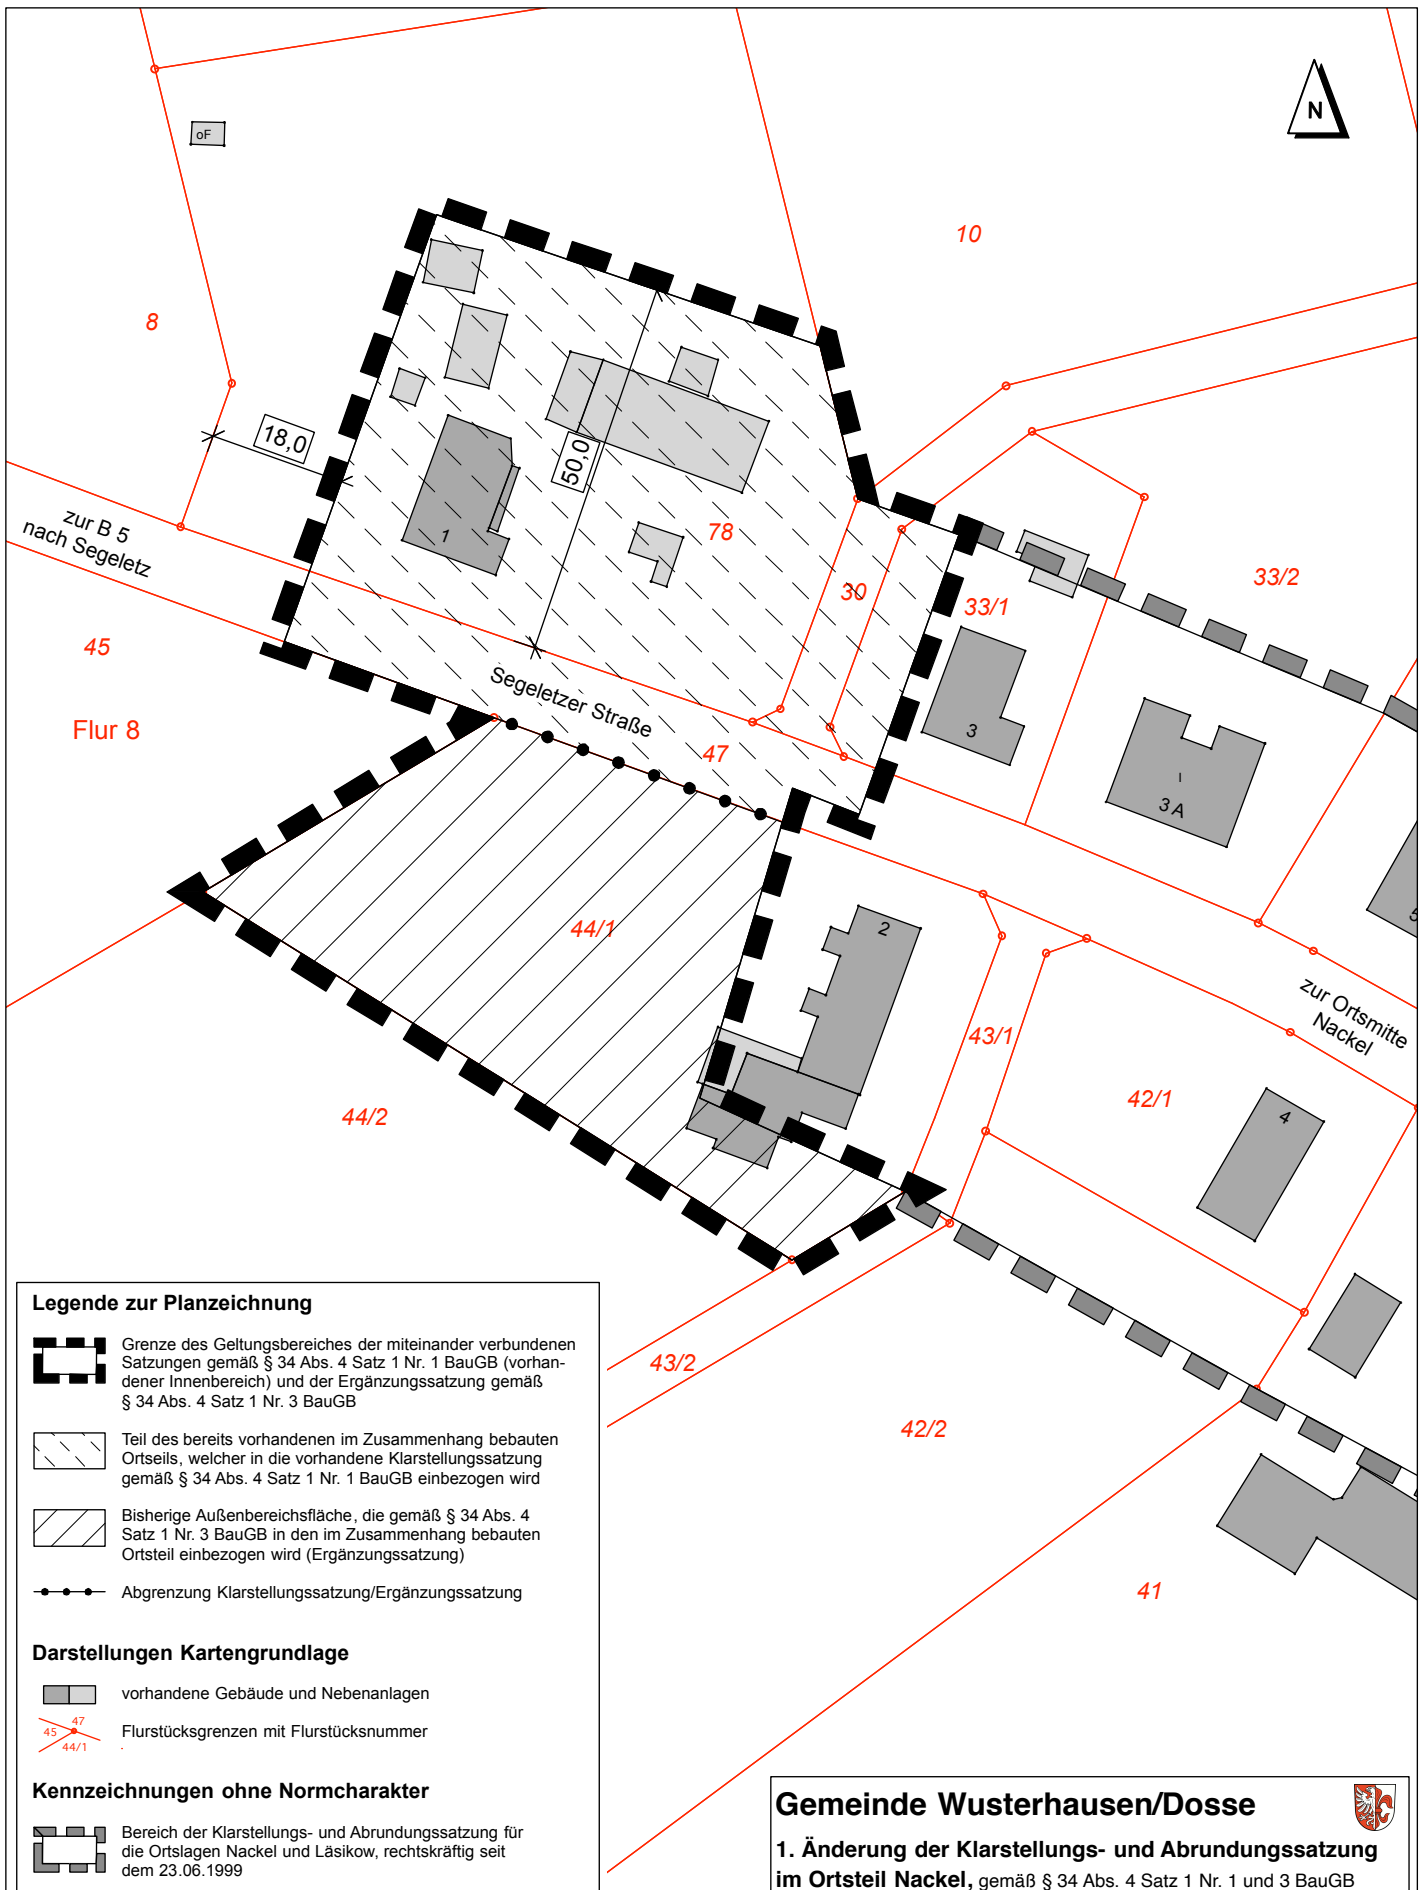 oF
N
10
8
18,0
50,0
zur B 5
nach Segeletz
1
78
30
33/1
33/2
45
Flur 8
Segeletzer Straße
47
3
I
3 A
5
44/1
2
zur Ortsmitte
Nackel
43/1
42/1
4
44/2
43/2
42/2
41
Legende zur Planzeichnung
Grenze des Geltungsbereiches der miteinander verbundenen
Satzungen gemäß § 34 Abs. 4 Satz 1 Nr. 1 BauGB (vorhan-
dener Innenbereich) und der Ergänzungssatzung gemäß
§ 34 Abs. 4 Satz 1 Nr. 3 BauGB
Teil des bereits vorhandenen im Zusammenhang bebauten
Ortseils, welcher in die vorhandene Klarstellungssatzung
gemäß § 34 Abs. 4 Satz 1 Nr. 1 BauGB einbezogen wird
Bisherige Außenbereichsfläche, die gemäß § 34 Abs. 4
Satz 1 Nr. 3 BauGB in den im Zusammenhang bebauten
Ortsteil einbezogen wird (Ergänzungssatzung)
Abgrenzung Klarstellungssatzung/Ergänzungssatzung
Darstellungen Kartengrundlage
vorhandene Gebäude und Nebenanlagen
47
45
44/1
Flurstücksgrenzen mit Flurstücksnummer
Kennzeichnungen ohne Normcharakter
Bereich der Klarstellungs- und Abrundungssatzung für
die Ortslagen Nackel und Läsikow, rechtskräftig seit
dem 23.06.1999
Gemeinde Wusterhausen/Dosse
1. Änderung der Klarstellungs- und Abrundungssatzung
im Ortsteil Nackel, gemäß § 34 Abs. 4 Satz 1 Nr. 1 und 3 BauGB